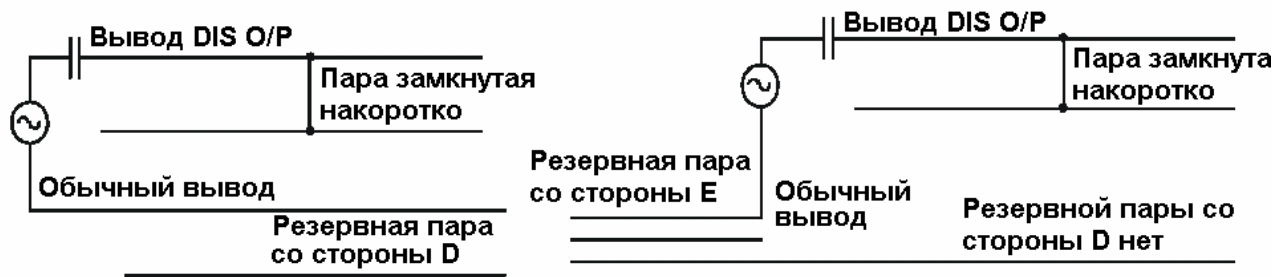 Вывод DIS O/P
Пара замкнутая
накоротко
Обычный вывод
Резервная пара
со стороны D
Вывод DIS O/P
Пара замкнута
накоротко
Резервная пара
со стороны E
Обычный
вывод
Резервной пары со
стороны D нет